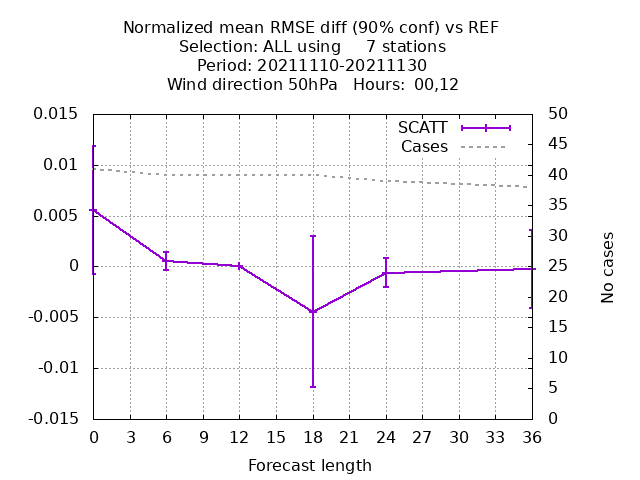 Normalized mean RMSE diff (90% conf) vs REF
Selection: ALL using     7 stations
Period: 20211110-20211130
Wind direction 50hPa   Hours:  00,12
0.015
0.01
0.005
0
-0.005
-0.01
-0.015
SCATT
Cases
50
45
40
35
30
25
20
15
10
5
0
No cases
0 3 6 9 12 15 18 21 24 27 30 33 36
Forecast length